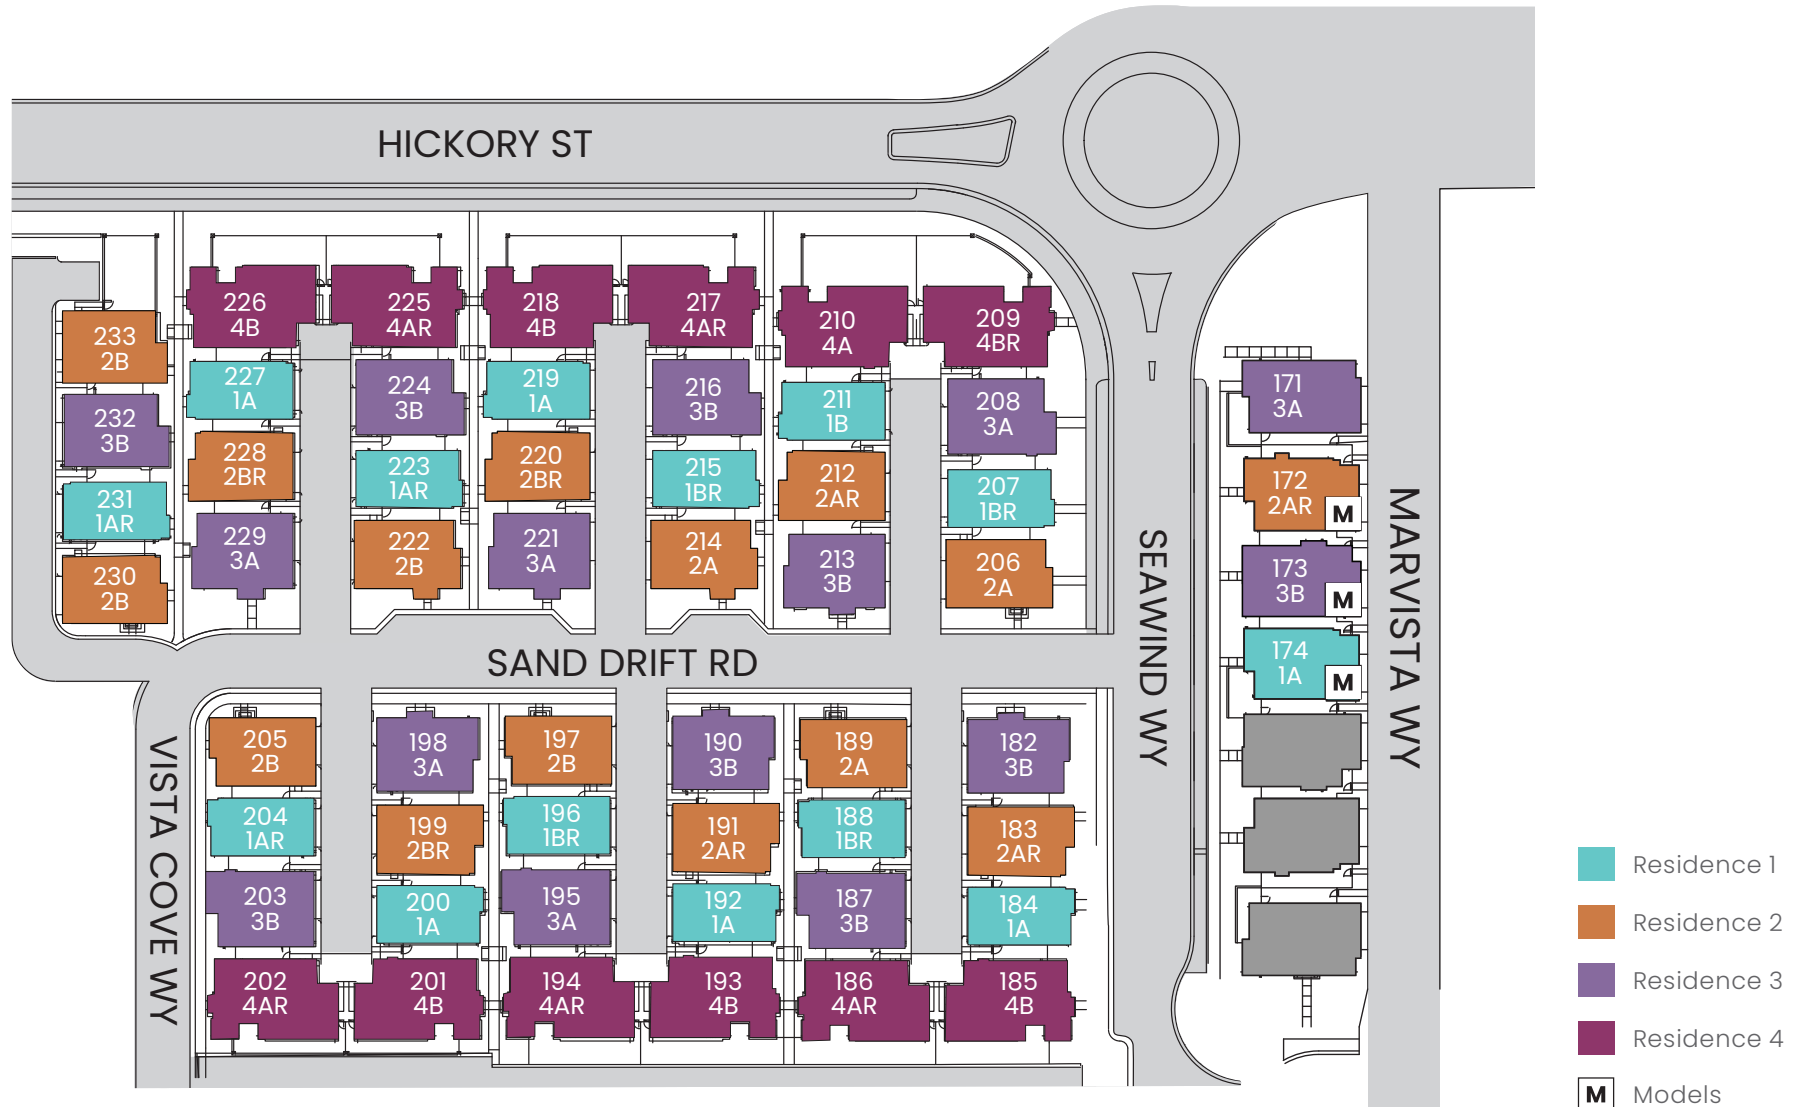 HICKORY ST
226
4B
225
4AR
218
4B
217
4AR
210
4A
209
4BR
233
2B
227
1A
224
3B
219
1A
216
3B
211
1B
208
3A
171
3A
232
3B
228
2BR
223
1AR
220
2BR
215
1BR
212
2AR
207
1BR
172
2AR
M
231
1AR
229
3A
222
2B
221
3A
214
2A
213
3B
206
2A
173
3B
M
230
2B
174
1A
M
SAND DRIFT RD
SEAWIND WY
MARVISTA WY
VISTA COVE WY
205
2B
198
3A
197
2B
190
3B
189
2A
182
3B
204
1AR
199
2BR
196
1BR
191
2AR
188
1BR
183
2AR
203
3B
200
1A
195
3A
192
1A
187
3B
184
1A
202
4AR
201
4B
194
4AR
193
4B
186
4AR
185
4B
Residence 1
Residence 2
Residence 3
Residence 4
M Models